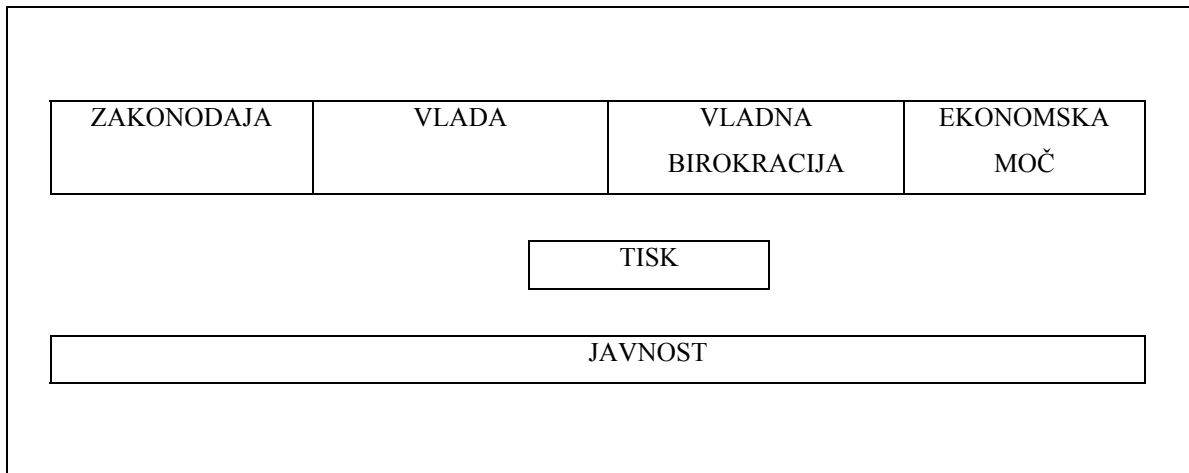 ZAKONODAJA
VLADA
VLADNA
BIROKRACIJA
EKONOMSKA
MOČ
TISK
JAVNOST